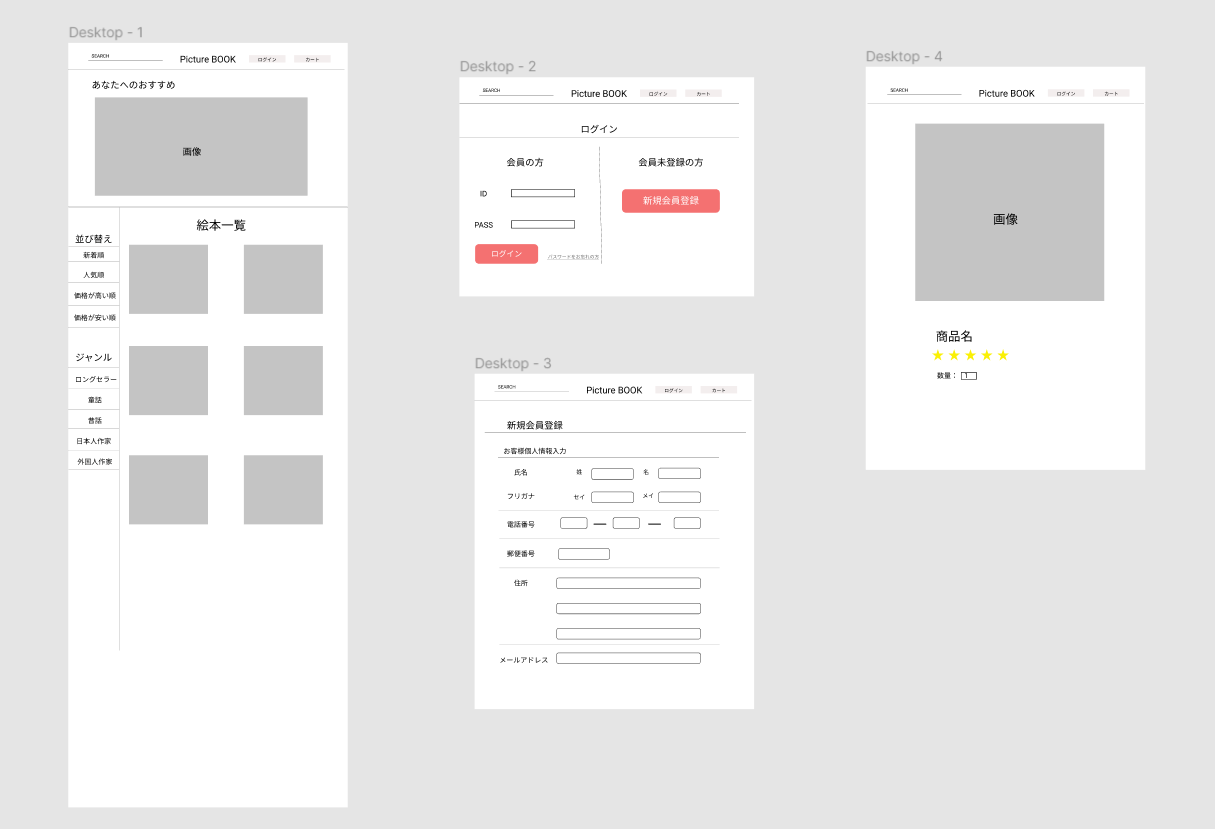 Desktop - 1
SEARCH
Picture BOOK
ログイン
カート
あなたへのおすすめ
画像
絵本一覧
並び替え
新着順
人気順
価格が高い順
価格が安い順
ジャンル
ロングセラー
童話
昔話
日本人作家
外国人作家
Desktop - 2
SEARCH
Picture BOOK
ログイン
カート
ログイン
会員の方
ID
PASS
ログイン
パスワードをお忘れの方
会員未登録の方
新規会員登録
Desktop - 3
SEARCH
Picture BOOK
ログイン
カート
新規会員登録
お客様個人情報入力
氏名 姓 名
フリガナ セイ メイ
電話番号
郵便番号
住所
メールアドレス
Desktop - 4
SEARCH
Picture BOOK
ログイン
カート
画像
商品名
★★★★★
数量： 1